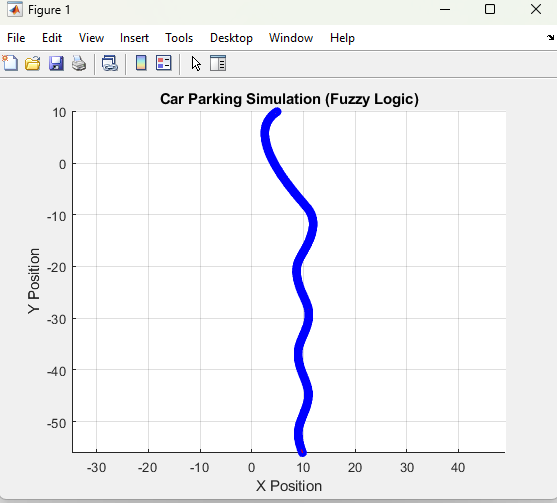 Figure 1
File Edit View Insert Tools Desktop Window Help
Car Parking Simulation (Fuzzy Logic)
10
0
-10
-20
-30
-40
-50
Y Position
-30 -20 -10 0 10 20 30 40
X Position